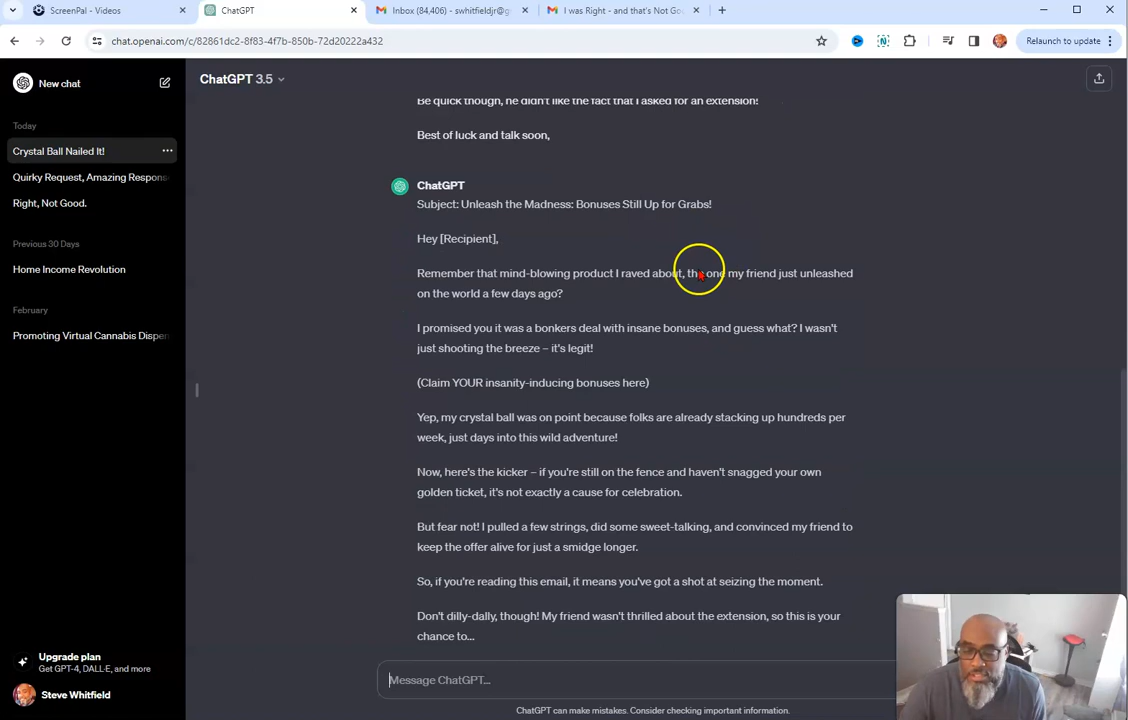 ScreenPal - Videos
ChatGPT
Inbox (84,406) - swhitfieldjr@g
I was Right - and that's Not Go
chat.openai.com/c/82861dc2-8f83-4f7b-850b-72d20222a432
Relaunch to update
New chat
ChatGPT 3.5
Today
Crystal Ball Nailed It!
Quirky Request, Amazing Respons
Right, Not Good.
Previous 30 Days
Home Income Revolution
February
Promoting Virtual Cannabis Dispen
Be quick though, he didn't like the fact that I asked for an extension!
Best of luck and talk soon,
ChatGPT
Subject: Unleash the Madness: Bonuses Still Up for Grabs!
Hey [Recipient],
Remember that mind-blowing product I raved about, the one my friend just unleashed
on the world a few days ago?
I promised you it was a bonkers deal with insane bonuses, and guess what? I wasn't
just shooting the breeze – it's legit!
(Claim YOUR insanity-inducing bonuses here)
Yep, my crystal ball was on point because folks are already stacking up hundreds per
week, just days into this wild adventure!
Now, here's the kicker – if you're still on the fence and haven't snagged your own
golden ticket, it's not exactly a cause for celebration.
But fear not! I pulled a few strings, did some sweet-talking, and convinced my friend to
keep the offer alive for just a smidge longer.
So, if you're reading this email, it means you've got a shot at seizing the moment.
Don't dilly-dally, though! My friend wasn't thrilled about the extension, so this is your
chance to...
Upgrade plan
Get GPT-4, DALL·E, and more
Steve Whitfield
Message ChatGPT...
ChatGPT can make mistakes. Consider checking important information.